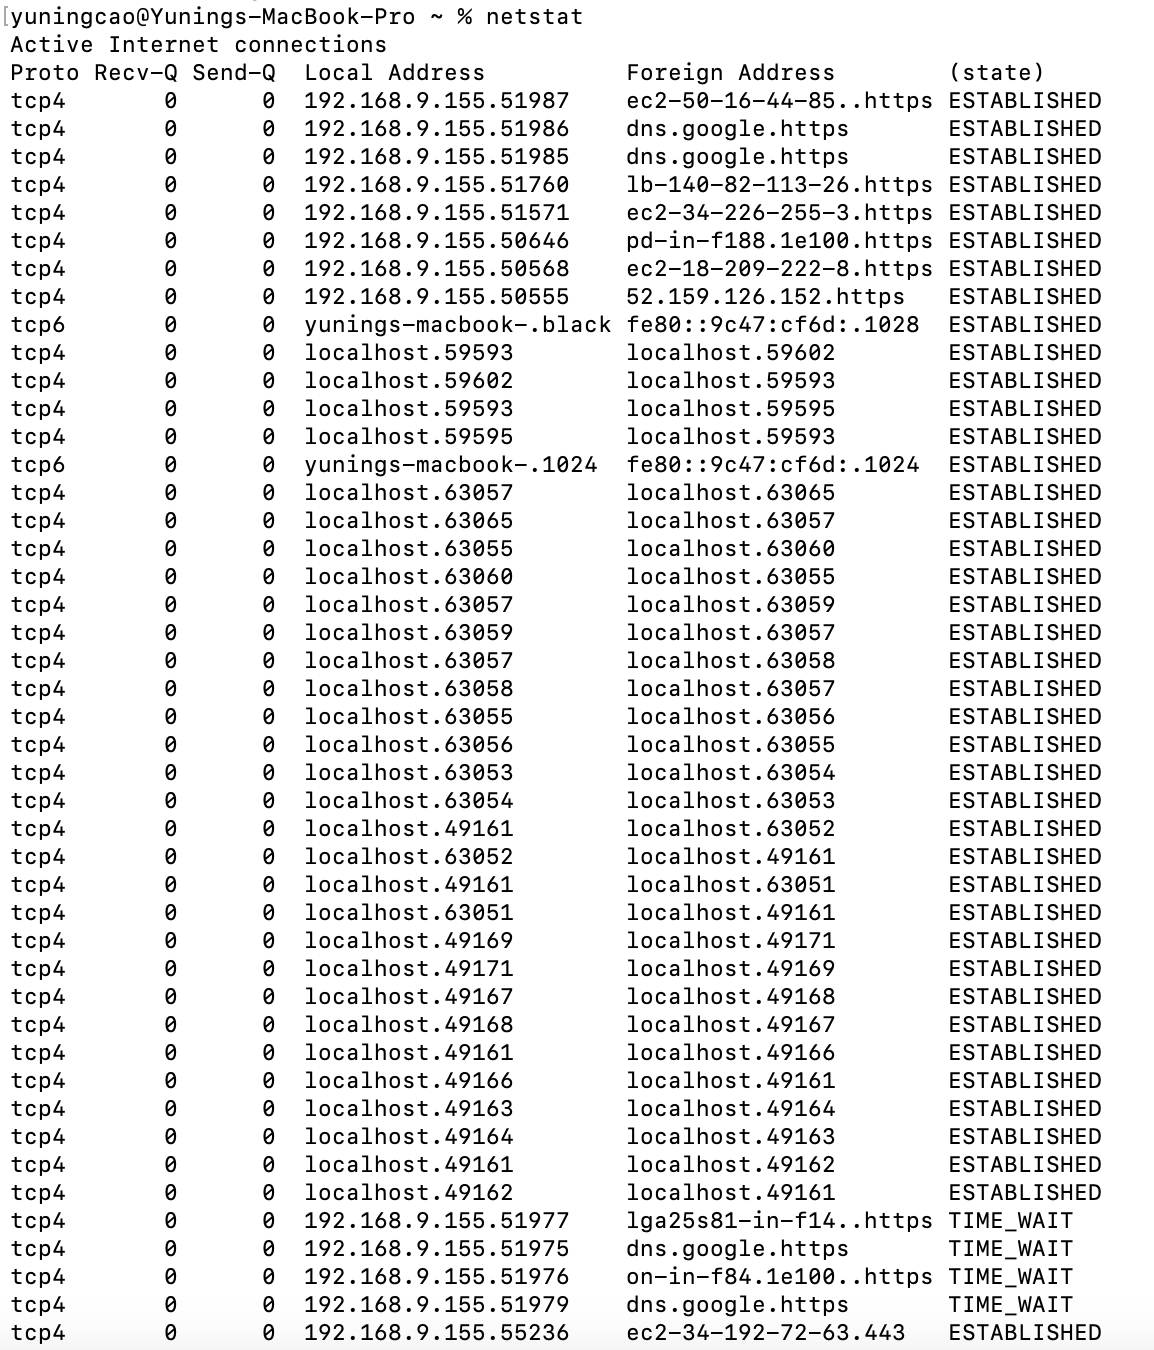 [yuningcao@Yunings-MacBook-Pro ~ % netstat
Active Internet connections
Proto Recv-Q Send-Q  Local Address          Foreign Address        (state)
tcp4       0      0  192.168.9.155.51987    ec2-50-16-44-85..https ESTABLISHED
tcp4       0      0  192.168.9.155.51986    dns.google.https       ESTABLISHED
tcp4       0      0  192.168.9.155.51985    dns.google.https       ESTABLISHED
tcp4       0      0  192.168.9.155.51760    lb-140-82-113-26.https ESTABLISHED
tcp4       0      0  192.168.9.155.51571    ec2-34-226-255-3.https ESTABLISHED
tcp4       0      0  192.168.9.155.50646    pd-in-f188.1e100.https ESTABLISHED
tcp4       0      0  192.168.9.155.50568    ec2-18-209-222-8.https ESTABLISHED
tcp4       0      0  192.168.9.155.50555    52.159.126.152.https   ESTABLISHED
tcp6       0      0  yunings-macbook-.black fe80::9c47:cf6d:.1028  ESTABLISHED
tcp4       0      0  localhost.59593        localhost.59602        ESTABLISHED
tcp4       0      0  localhost.59602        localhost.59593        ESTABLISHED
tcp4       0      0  localhost.59593        localhost.59595        ESTABLISHED
tcp4       0      0  localhost.59595        localhost.59593        ESTABLISHED
tcp6       0      0  yunings-macbook-.1024  fe80::9c47:cf6d:.1024  ESTABLISHED
tcp4       0      0  localhost.63057        localhost.63065        ESTABLISHED
tcp4       0      0  localhost.63065        localhost.63057        ESTABLISHED
tcp4       0      0  localhost.63055        localhost.63060        ESTABLISHED
tcp4       0      0  localhost.63060        localhost.63055        ESTABLISHED
tcp4       0      0  localhost.63057        localhost.63059        ESTABLISHED
tcp4       0      0  localhost.63059        localhost.63057        ESTABLISHED
tcp4       0      0  localhost.63057        localhost.63058        ESTABLISHED
tcp4       0      0  localhost.63058        localhost.63057        ESTABLISHED
tcp4       0      0  localhost.63055        localhost.63056        ESTABLISHED
tcp4       0      0  localhost.63056        localhost.63055        ESTABLISHED
tcp4       0      0  localhost.63053        localhost.63054        ESTABLISHED
tcp4       0      0  localhost.63054        localhost.63053        ESTABLISHED
tcp4       0      0  localhost.49161        localhost.63052        ESTABLISHED
tcp4       0      0  localhost.63052        localhost.49161        ESTABLISHED
tcp4       0      0  localhost.49161        localhost.63051        ESTABLISHED
tcp4       0      0  localhost.63051        localhost.49161        ESTABLISHED
tcp4       0      0  localhost.49169        localhost.49171        ESTABLISHED
tcp4       0      0  localhost.49171        localhost.49169        ESTABLISHED
tcp4       0      0  localhost.49167        localhost.49168        ESTABLISHED
tcp4       0      0  localhost.49168        localhost.49167        ESTABLISHED
tcp4       0      0  localhost.49161        localhost.49166        ESTABLISHED
tcp4       0      0  localhost.49166        localhost.49161        ESTABLISHED
tcp4       0      0  localhost.49163        localhost.49164        ESTABLISHED
tcp4       0      0  localhost.49164        localhost.49163        ESTABLISHED
tcp4       0      0  localhost.49161        localhost.49162        ESTABLISHED
tcp4       0      0  localhost.49162        localhost.49161        ESTABLISHED
tcp4       0      0  192.168.9.155.51977    lga25s81-in-f14..https TIME_WAIT
tcp4       0      0  192.168.9.155.51975    dns.google.https       TIME_WAIT
tcp4       0      0  192.168.9.155.51976    on-in-f84.1e100..https TIME_WAIT
tcp4       0      0  192.168.9.155.51979    dns.google.https       TIME_WAIT
tcp4       0      0  192.168.9.155.55236    ec2-34-192-72-63.443   ESTABLISHED